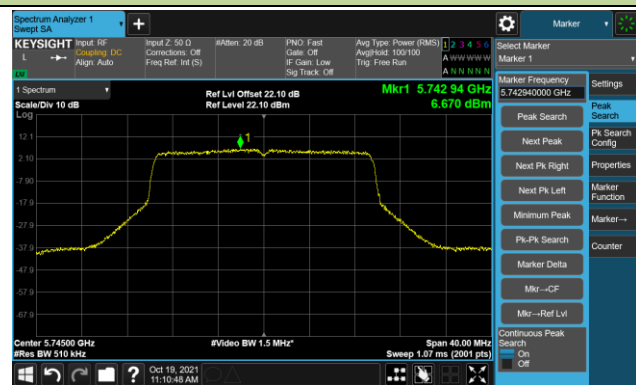 Spectrum Analyzer 1
Swept SA
+
Marker
KEYSIGHT
L
LW
Input: RF
Coupling: DC
Align: Auto
Input Z: 50 Ω
Corrections: Off
Freq Ref: Int (S)
#Atten: 20 dB
PNO: Fast
Gate: Off
IF Gain: Low
Sig Track: Off
Avg Type: Power (RMS)
Avg|Hold: 100/100
Trig: Free Run
1 2 3 4 5 6
A W W W W W
A N N N N N
Select Marker
Marker 1
1 Spectrum
Scale/Div 10 dB
Log
Ref Lvl Offset 22.10 dB
Ref Level 22.10 dBm
Mkr1 5.742 94 GHz
6.670 dBm
1
12.1
2.10
-7.90
-17.9
-27.9
-37.9
-47.9
-57.9
-67.9
Center 5.74500 GHz
#Res BW 510 kHz
#Video BW 1.5 MHz*
Span 40.00 MHz
Sweep 1.07 ms (2001 pts)
Marker Frequency
5.742940000 GHz
Peak Search
Next Peak
Next Pk Right
Next Pk Left
Minimum Peak
Pk-Pk Search
Marker Delta
Mkr→CF
Mkr→Ref Lvl
Continuous Peak
Search
On
Off
Settings
Peak
Search
Pk Search
Config
Properties
Marker
Function
Marker→
Counter
?
Oct 19, 2021
11:10:48 AM